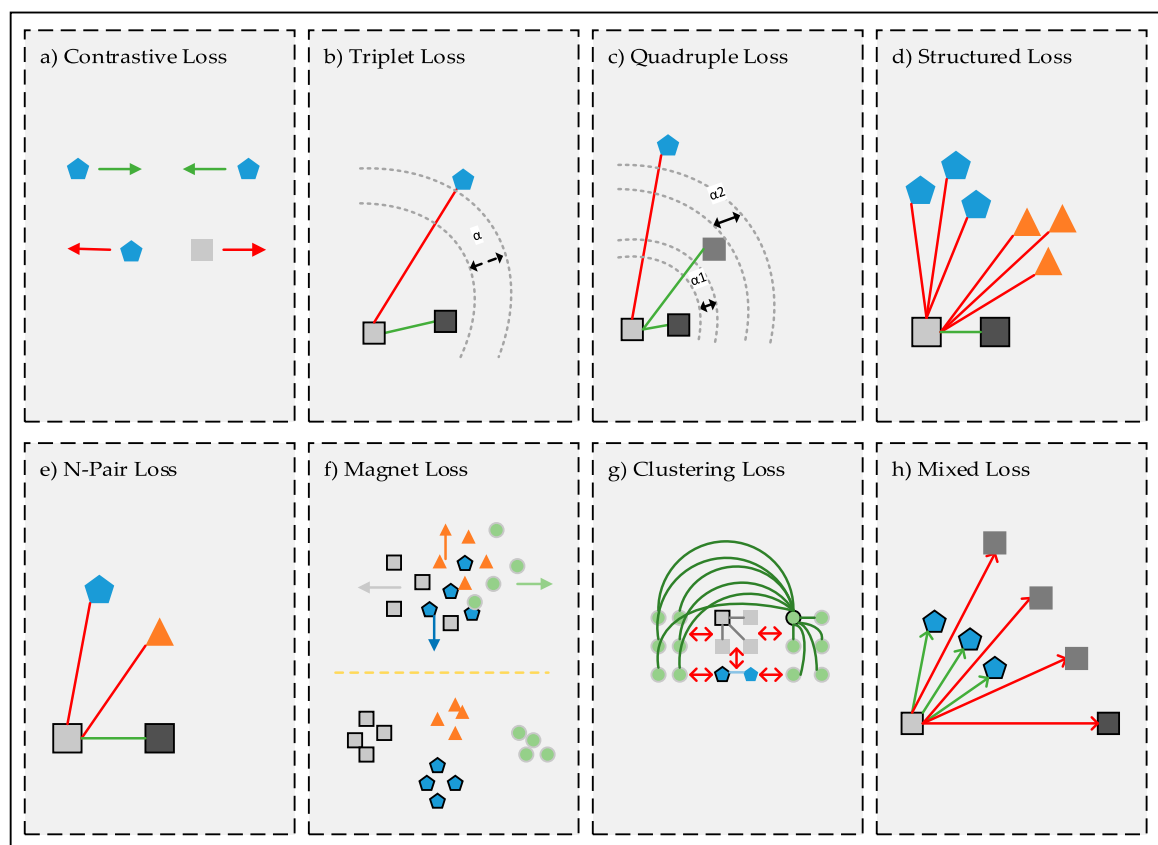 a) Contrastive Loss
b) Triplet Loss
α
c) Quadruple Loss
α2
α1
d) Structured Loss
e) N-Pair Loss
f) Magnet Loss
g) Clustering Loss
h) Mixed Loss